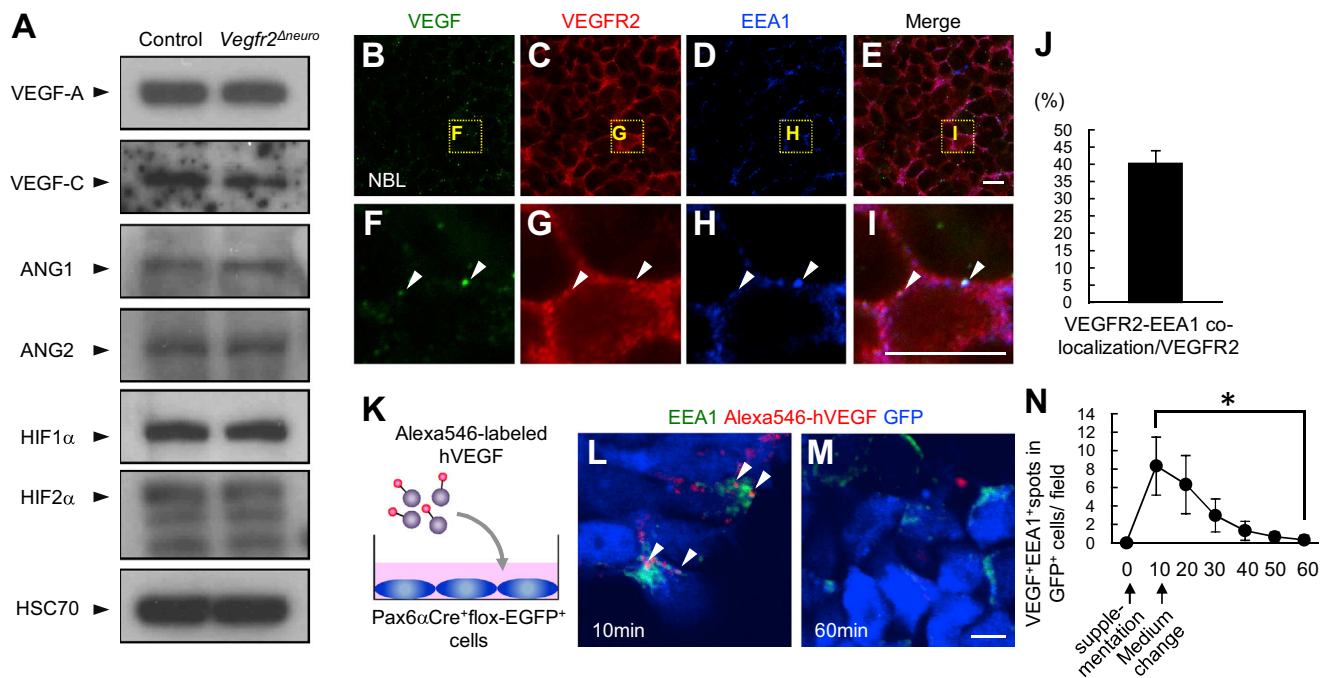 A
Control Vegfr2Δneuro
VEGF-A
VEGF-C
ANG1
ANG2
HIF1α
HIF2α
HSC70
VEGF VEGFR2 EEA1 Merge
B C D E
F G H I
NBL
F G H I
J
(%)
50
45
40
35
30
25
20
15
10
5
0
VEGFR2-EEA1 co-
localization/VEGFR2
K
Alexa546-labeled
hVEGF
Pax6αCre+flox-EGFP+
cells
EEA1 Alexa546-hVEGF GFP
L M
10min 60min
N
VEGF+EEA1+spots in
GFP+ cells/ field
14
12
10
8
6
4
2
0
0 10 20 30 40 50 60
*
supple-
mentation
Medium
change